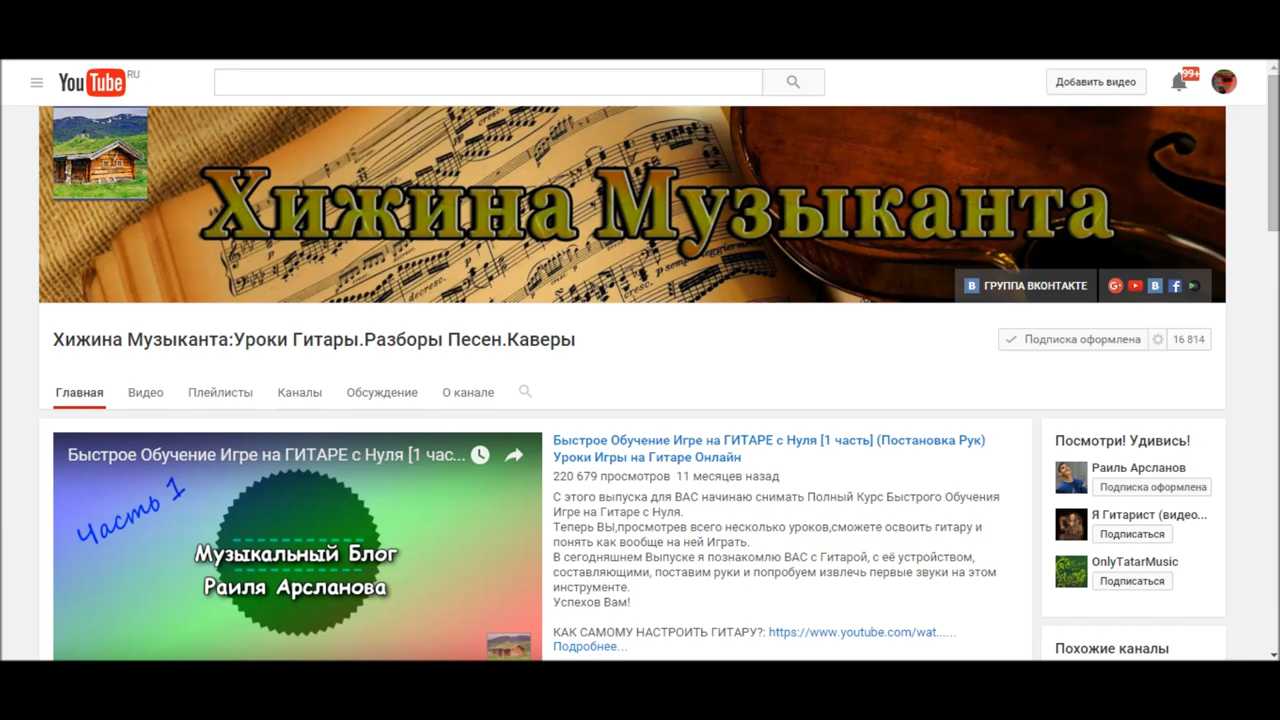 YouTube RU
Добавить видео
99+
Хижина Музыканта
decresc.
ГРУППА ВКОНТАКТЕ
Хижина Музыканта:Уроки Гитары.Разборы Песен.Каверы
Подписка оформлена
16 814
Главная
Видео
Плейлисты
Каналы
Обсуждение
О канале
Быстрое Обучение Игре на ГИТАРЕ с Нуля [1 час...
Часть 1
Музыкальный Блог
Раиля Арсланова
Быстрое Обучение Игре на ГИТАРЕ с Нуля [1 часть] (Постановка Рук)
Уроки Игры на Гитаре Онлайн
220 679 просмотров 11 месяцев назад
С этого выпуска для ВАС начинаю снимать Полный Курс Быстрого Обучения
Игре на Гитаре с Нуля.
Теперь ВЫ,просмотрев всего несколько уроков,сможете освоить гитару и
понять как вообще на ней Играть.
В сегодняшнем Выпуске я познакомлю ВАС с Гитарой, с её устройством,
составляющими, поставим руки и попробуем извлечь первые звуки на этом
инструменте.
Успехов Вам!
КАК САМОМУ НАСТРОИТЬ ГИТАРУ?: https://www.youtube.com/wat......
Подробнее...
Посмотри! Удивись!
Раиль Арсланов
Подписка оформлена
Я Гитарист (видео...
Подписаться
OnlyTatarMusic
Подписаться
Похожие каналы